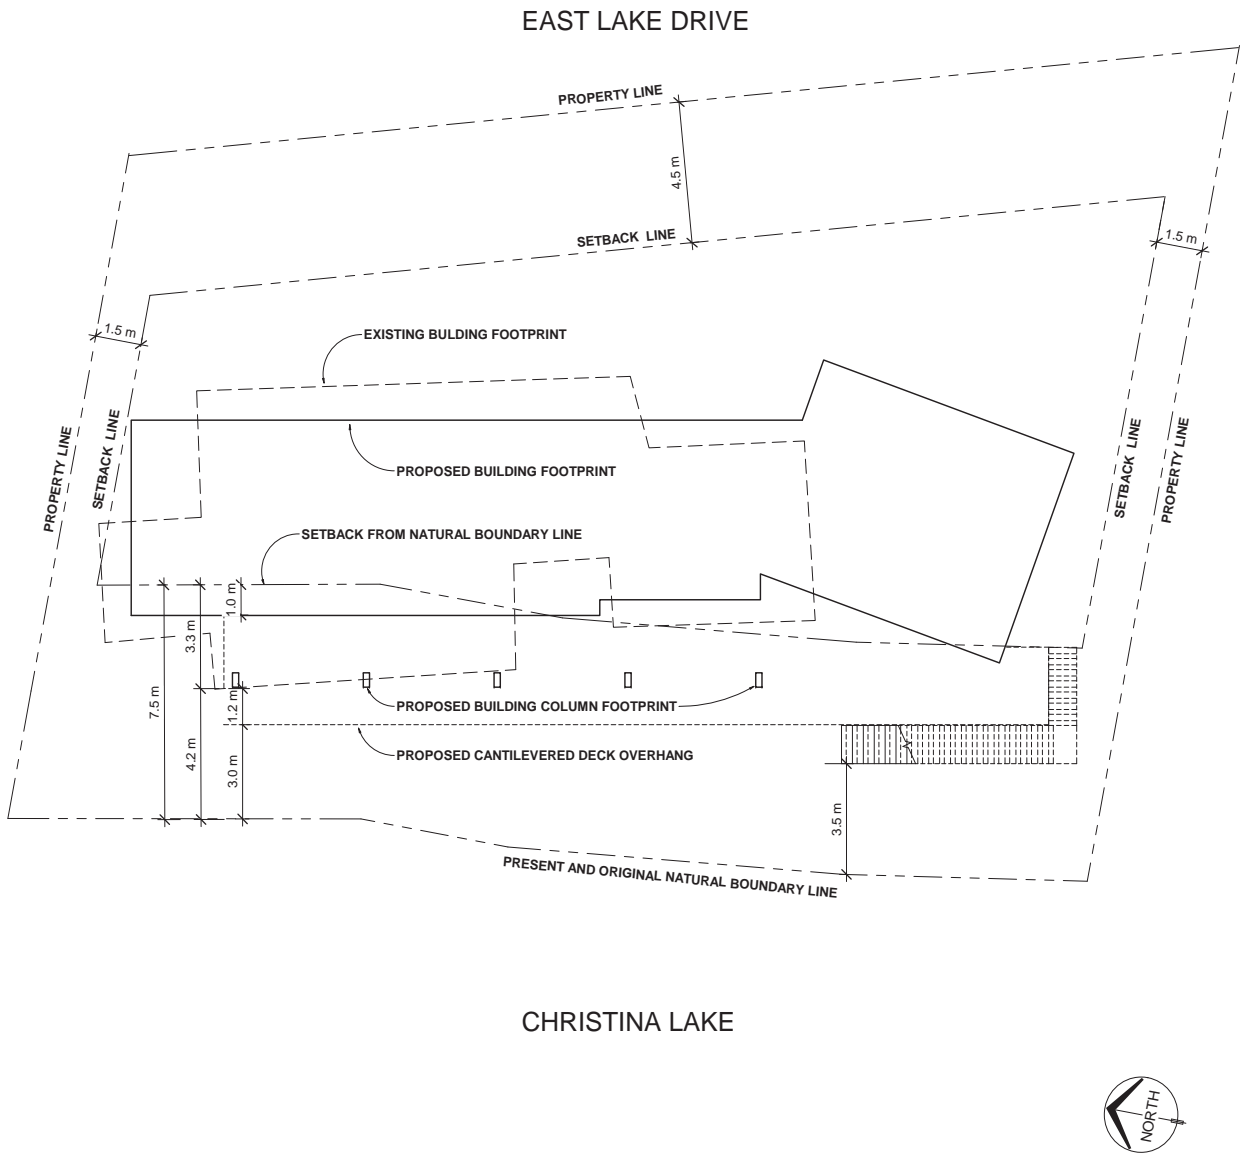 EAST LAKE DRIVE
PROPERTY LINE
4.5 m
SETBACK LINE
1.5 m
1.5 m
EXISTING BULDING FOOTPRINT
PROPERTY LINE
SETBACK LINE
PROPOSED BUILDING FOOTPRINT
SETBACK LINE
PROPERTY LINE
SETBACK FROM NATURAL BOUNDARY LINE
1.0 m
3.3 m
7.5 m
1.2 m
PROPOSED BUILDING COLUMN FOOTPRINT
4.2 m
3.0 m
PROPOSED CANTILEVERED DECK OVERHANG
3.5 m
PRESENT AND ORIGINAL NATURAL BOUNDARY LINE
CHRISTINA LAKE
NORTH